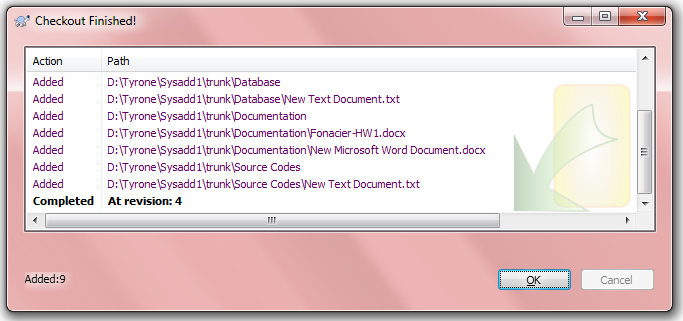 Checkout Finished!
Action Path
Added D:\Tyrone\Sysadd1\trunk\Database
Added D:\Tyrone\Sysadd1\trunk\Database\New Text Document.txt
Added D:\Tyrone\Sysadd1\trunk\Documentation
Added D:\Tyrone\Sysadd1\trunk\Documentation\Fonacier-HW1.docx
Added D:\Tyrone\Sysadd1\trunk\Documentation\New Microsoft Word Document.docx
Added D:\Tyrone\Sysadd1\trunk\Source Codes
Added D:\Tyrone\Sysadd1\trunk\Source Codes\New Text Document.txt
Completed At revision: 4
Added:9
OK Cancel